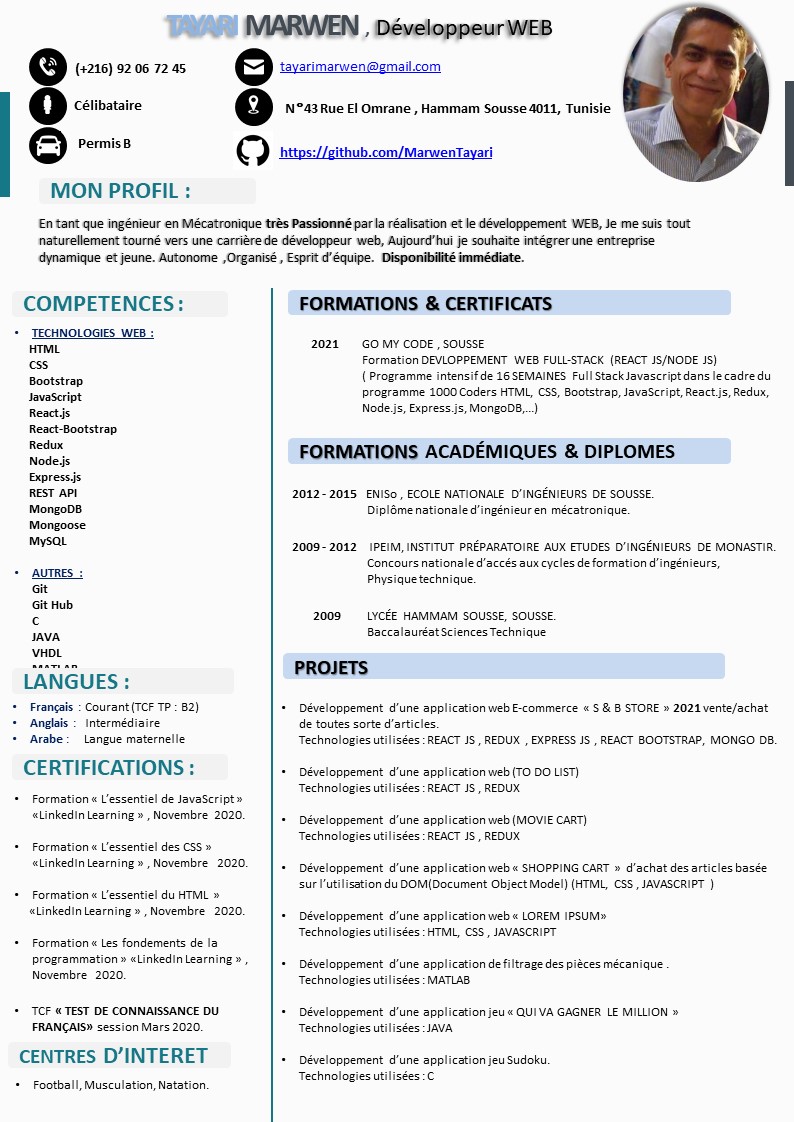 TAYARI MARWEN , Développeur WEB
(+216) 92 06 72 45
tayarimarwen@gmail.com
Célibataire
N°43 Rue El Omrane , Hammam Sousse 4011, Tunisie
Permis B
https://github.com/MarwenTayari
MON PROFIL :
En tant que ingénieur en Mécatronique très Passionné par la réalisation et le développement WEB, Je me suis tout
naturellement tourné vers une carrière de développeur web, Aujourd'hui je souhaite intégrer une entreprise
dynamique et jeune. Autonome ,Organisé , Esprit d'équipe. Disponibilité immédiate.
COMPETENCES :
• TECHNOLOGIES WEB :
HTML
CSS
Bootstrap
JavaScript
React.js
React-Bootstrap
Redux
Node.js
Express.js
REST API
MongoDB
Mongoose
MySQL
• AUTRES :
Git
Git Hub
C
JAVA
VHDL
MATLAB
LANGUES :
• Français : Courant (TCF TP : B2)
• Anglais : Intermédiaire
• Arabe : Langue maternelle
CERTIFICATIONS :
• Formation « L'essentiel de JavaScript »
«LinkedIn Learning » , Novembre 2020.
• Formation « L'essentiel des CSS »
«LinkedIn Learning » , Novembre 2020.
• Formation « L'essentiel du HTML »
«LinkedIn Learning » , Novembre 2020.
• Formation « Les fondements de la
programmation » «LinkedIn Learning » ,
Novembre 2020.
• TCF « TEST DE CONNAISSANCE DU
FRANÇAIS» session Mars 2020.
CENTRES D'INTERET
• Football, Musculation, Natation.
FORMATIONS & CERTIFICATS
2021 GO MY CODE , SOUSSE
Formation DEVLOPPEMENT WEB FULL-STACK (REACT JS/NODE JS)
( Programme intensif de 16 SEMAINES Full Stack Javascript dans le cadre du
programme 1000 Coders HTML, CSS, Bootstrap, JavaScript, React.js, Redux,
Node.js, Express.js, MongoDB,...)
FORMATIONS ACADÉMIQUES & DIPLOMES
2012 - 2015 ENISo , ECOLE NATIONALE D'INGÉNIEURS DE SOUSSE.
Diplôme nationale d'ingénieur en mécatronique.
2009 - 2012 IPEIM, INSTITUT PRÉPARATOIRE AUX ETUDES D'INGÉNIEURS DE MONASTIR.
Concours nationale d'accés aux cycles de formation d'ingénieurs,
Physique technique.
2009 LYCÉE HAMMAM SOUSSE, SOUSSE.
Baccalauréat Sciences Technique
PROJETS
• Développement d'une application web E-commerce « S & B STORE » 2021 vente/achat
de toutes sorte d'articles.
Technologies utilisées : REACT JS , REDUX , EXPRESS JS , REACT BOOTSTRAP, MONGO DB.
• Développement d'une application web (TO DO LIST)
Technologies utilisées : REACT JS , REDUX
• Développement d'une application web (MOVIE CART)
Technologies utilisées : REACT JS , REDUX
• Développement d'une application web « SHOPPING CART » d'achat des articles basée
sur l'utilisation du DOM(Document Object Model) (HTML, CSS , JAVASCRIPT )
• Développement d'une application web « LOREM IPSUM»
Technologies utilisées : HTML, CSS , JAVASCRIPT
• Développement d'une application de filtrage des pièces mécanique .
Technologies utilisées : MATLAB
• Développement d'une application jeu « QUI VA GAGNER LE MILLION »
Technologies utilisées : JAVA
• Développement d'une application jeu Sudoku.
Technologies utilisées : C